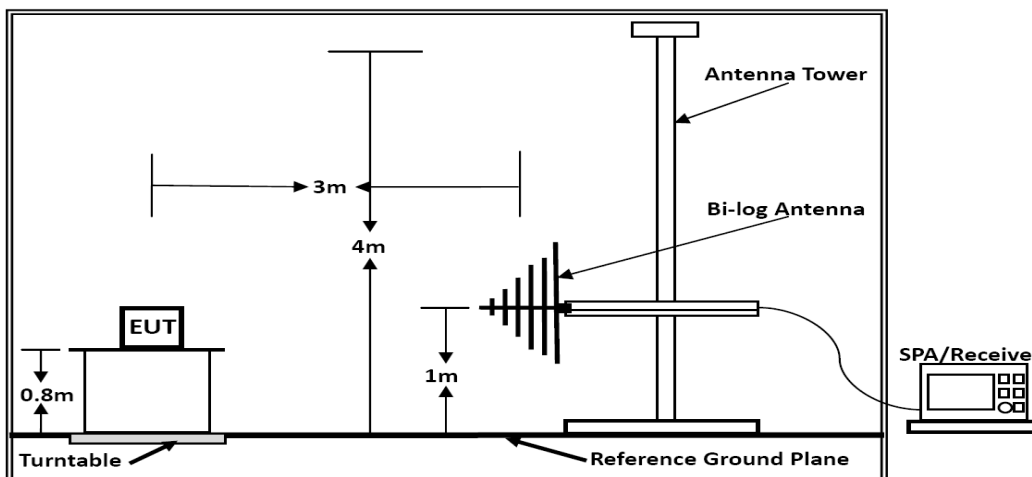 Antenna Tower
3m
Bi-log Antenna
4m
EUT
SPA/Receive
1m
0.8m
Turntable
Reference Ground Plane